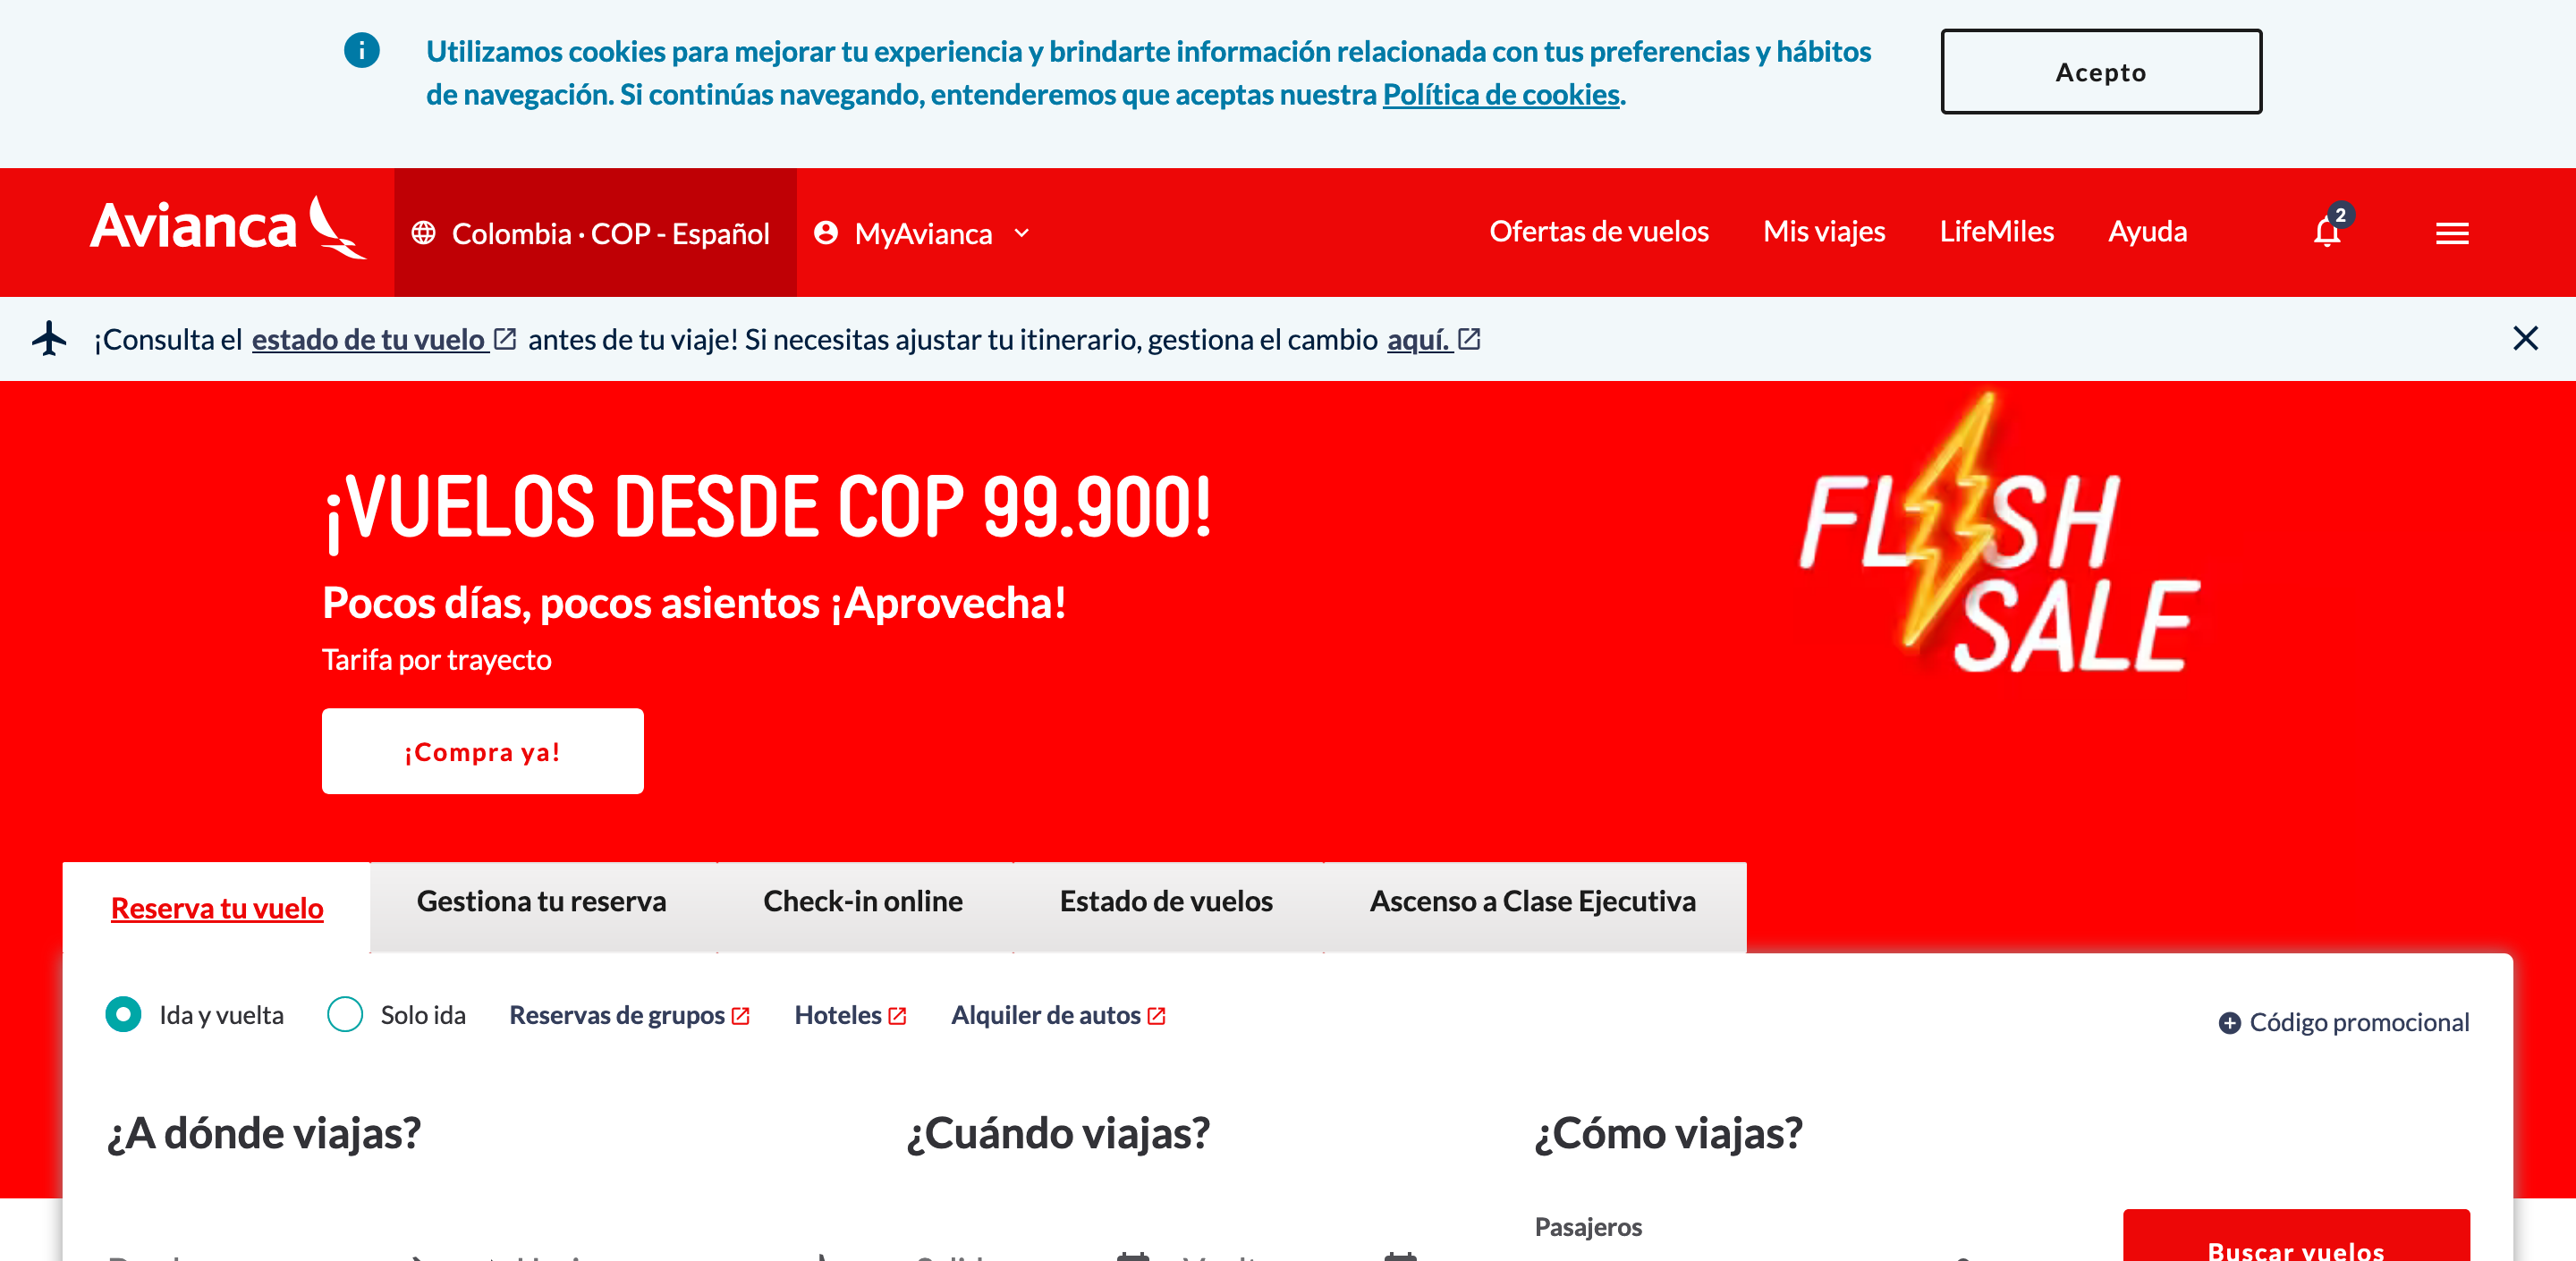 Utilizamos cookies para mejorar tu experiencia y brindarte información relacionada con tus preferencias y hábitos
de navegación. Si continúas navegando, entenderemos que aceptas nuestra Política de cookies.
Acepto
Avianca
Colombia · COP - Español
MyAvianca
Ofertas de vuelos
Mis viajes
LifeMiles
Ayuda
2
¡Consulta el estado de tu vuelo antes de tu viaje! Si necesitas ajustar tu itinerario, gestiona el cambio aquí.
¡VUELOS DESDE COP 99.900!
Pocos días, pocos asientos ¡Aprovecha!
Tarifa por trayecto
¡Compra ya!
FLASH
SALE
Reserva tu vuelo
Gestiona tu reserva
Check-in online
Estado de vuelos
Ascenso a Clase Ejecutiva
Ida y vuelta
Solo ida
Reservas de grupos
Hoteles
Alquiler de autos
Código promocional
¿A dónde viajas?
¿Cuándo viajas?
¿Cómo viajas?
Pasajeros
Buscar vuelos